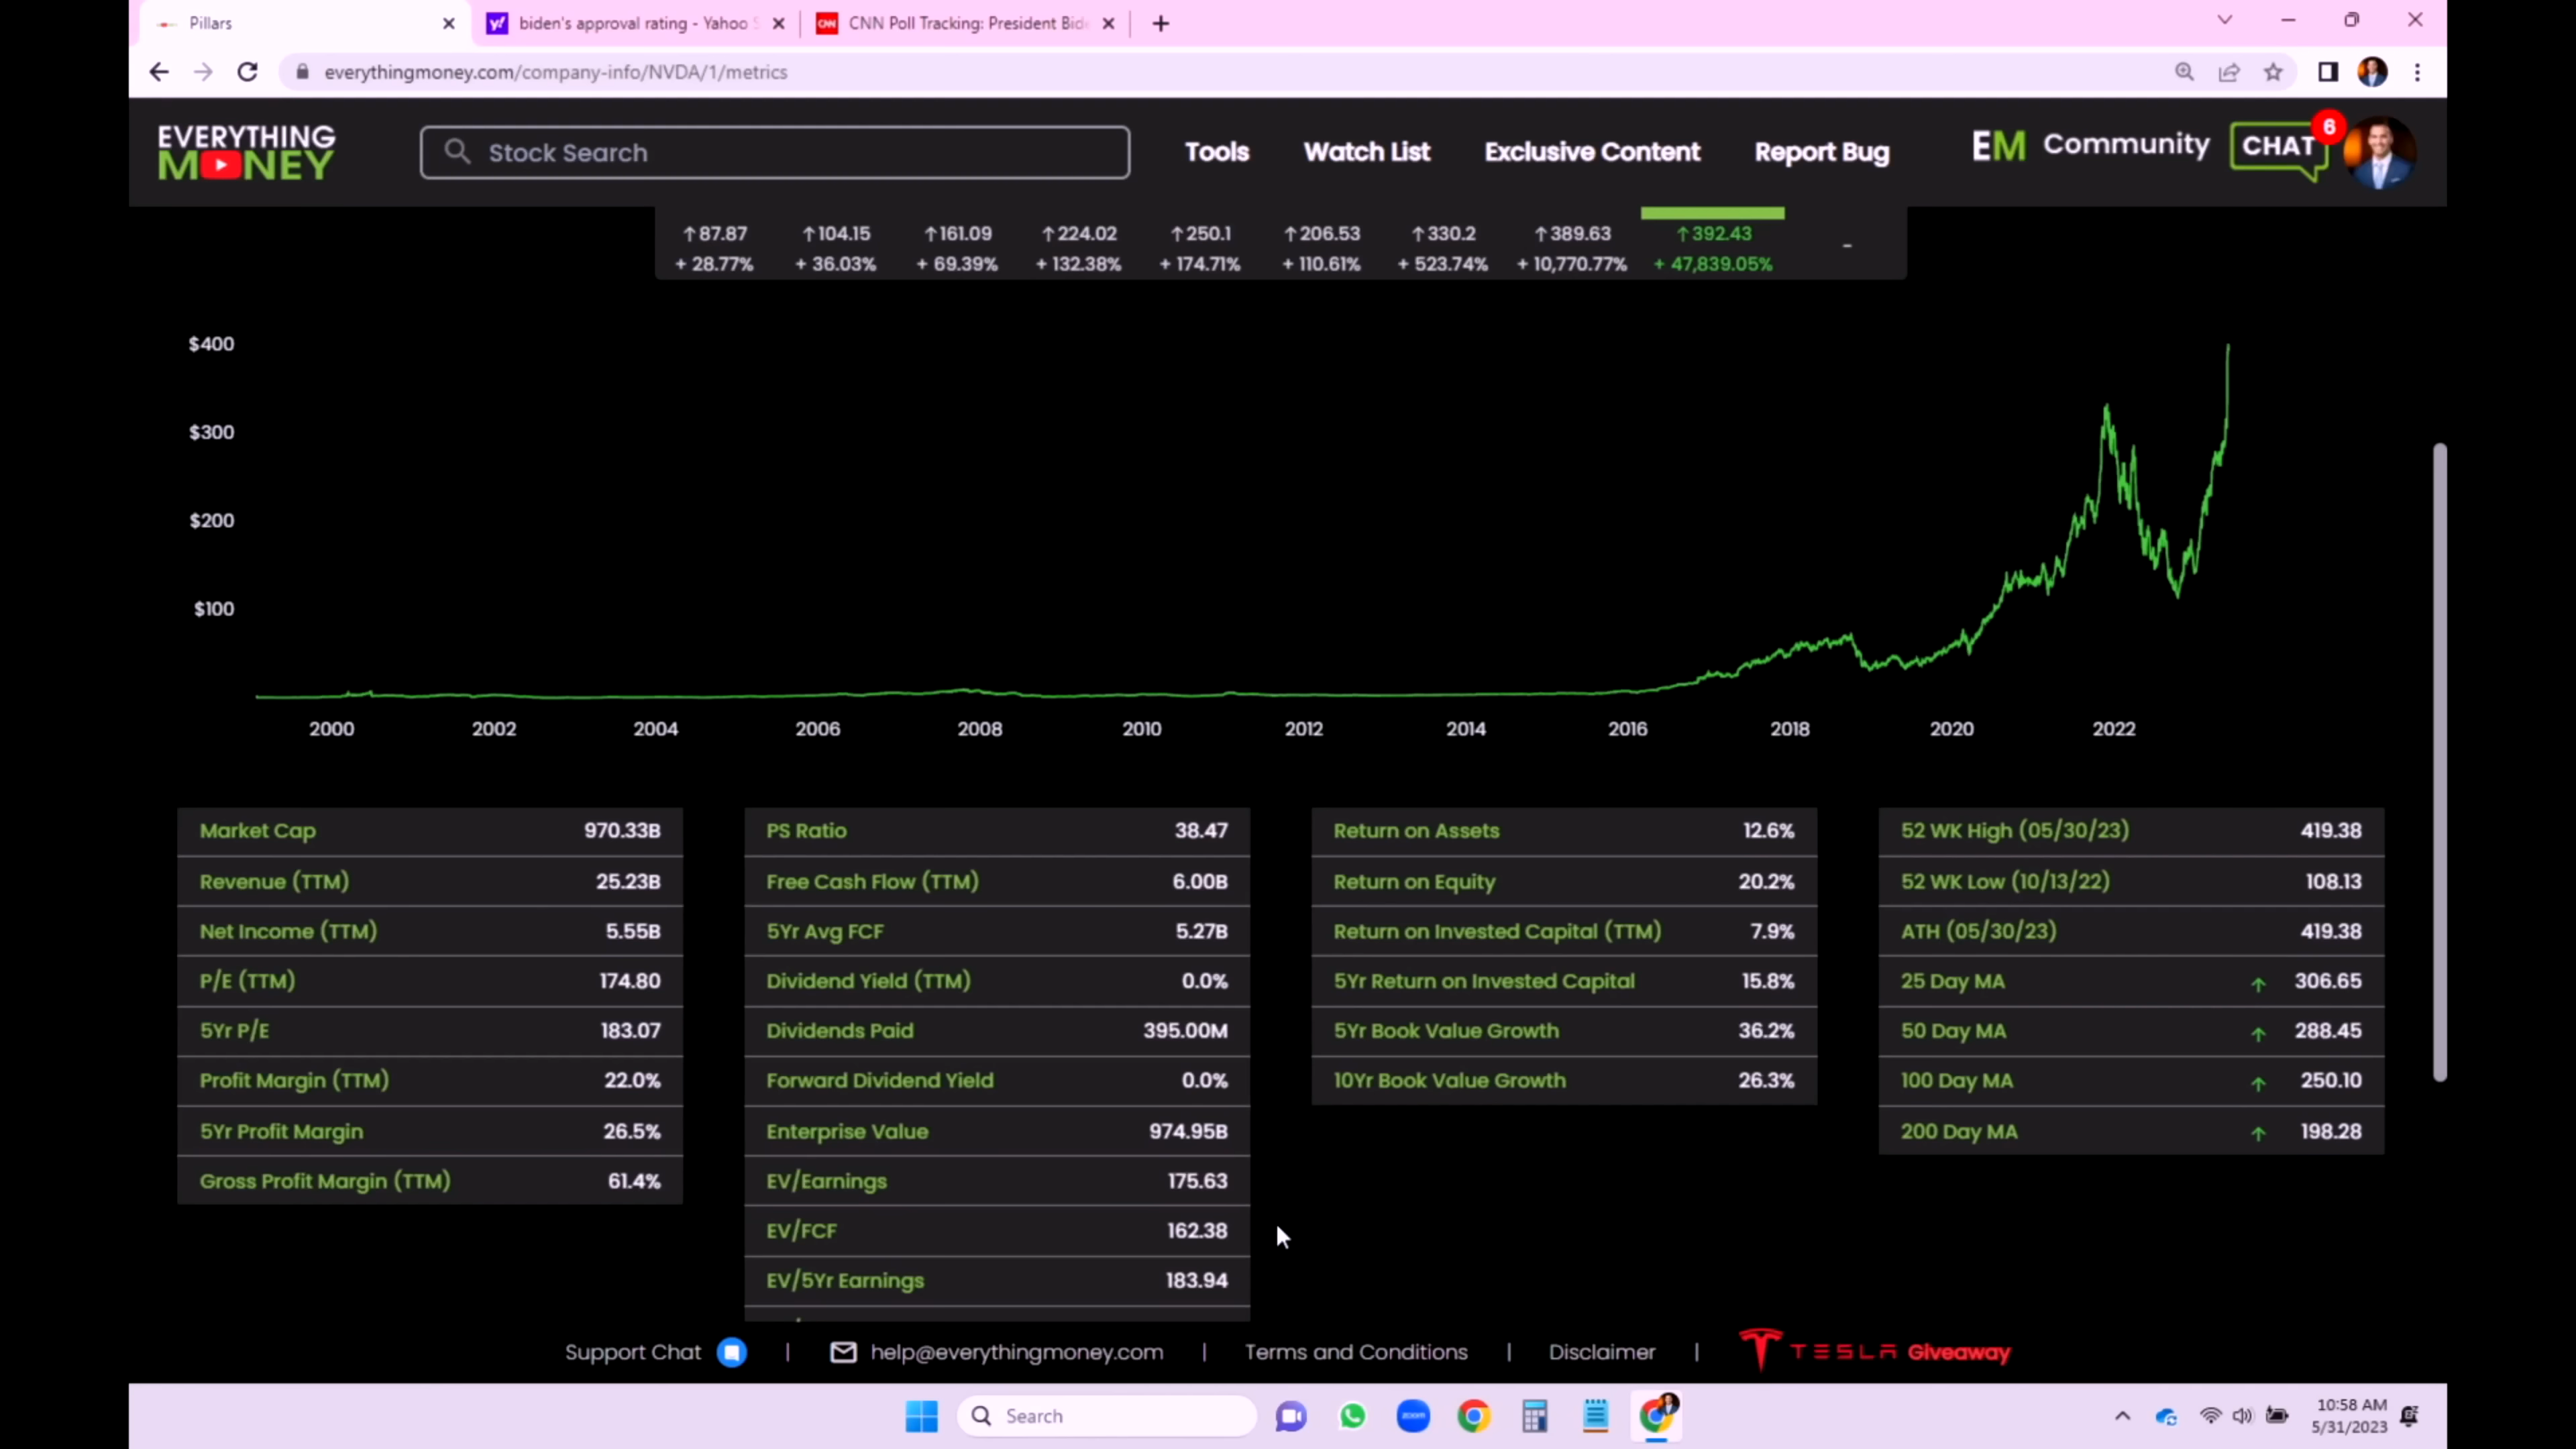 Pillars
biden's approval rating - Yahoo S
CNN Poll Tracking: President Bide
everythingmoney.com/company-info/NVDA/1/metrics
EVERYTHING
MONEY
Stock Search
Tools
Watch List
Exclusive Content
Report Bug
EM Community
CHAT
6
↑87.87 ↑104.15 ↑161.09 ↑224.02 ↑250.1 ↑206.53 ↑330.2 ↑389.63 ↑392.43 -
+ 28.77% + 36.03% + 69.39% + 132.38% + 174.71% + 110.61% + 523.74% + 10,770.77% + 47,839.05%
$400
$300
$200
$100
2000 2002 2004 2006 2008 2010 2012 2014 2016 2018 2020 2022
Market Cap 970.33B
Revenue (TTM) 25.23B
Net Income (TTM) 5.55B
P/E (TTM) 174.80
5Yr P/E 183.07
Profit Margin (TTM) 22.0%
5Yr Profit Margin 26.5%
Gross Profit Margin (TTM) 61.4%
PS Ratio 38.47
Free Cash Flow (TTM) 6.00B
5Yr Avg FCF 5.27B
Dividend Yield (TTM) 0.0%
Dividends Paid 395.00M
Forward Dividend Yield 0.0%
Enterprise Value 974.95B
EV/Earnings 175.63
EV/FCF 162.38
EV/5Yr Earnings 183.94
Return on Assets 12.6%
Return on Equity 20.2%
Return on Invested Capital (TTM) 7.9%
5Yr Return on Invested Capital 15.8%
5Yr Book Value Growth 36.2%
10Yr Book Value Growth 26.3%
52 WK High (05/30/23) 419.38
52 WK Low (10/13/22) 108.13
ATH (05/30/23) 419.38
25 Day MA ↑ 306.65
50 Day MA ↑ 288.45
100 Day MA ↑ 250.10
200 Day MA ↑ 198.28
Support Chat | help@everythingmoney.com | Terms and Conditions | Disclaimer | TESLA Giveaway
Search
zoom
10:58 AM
5/31/2023